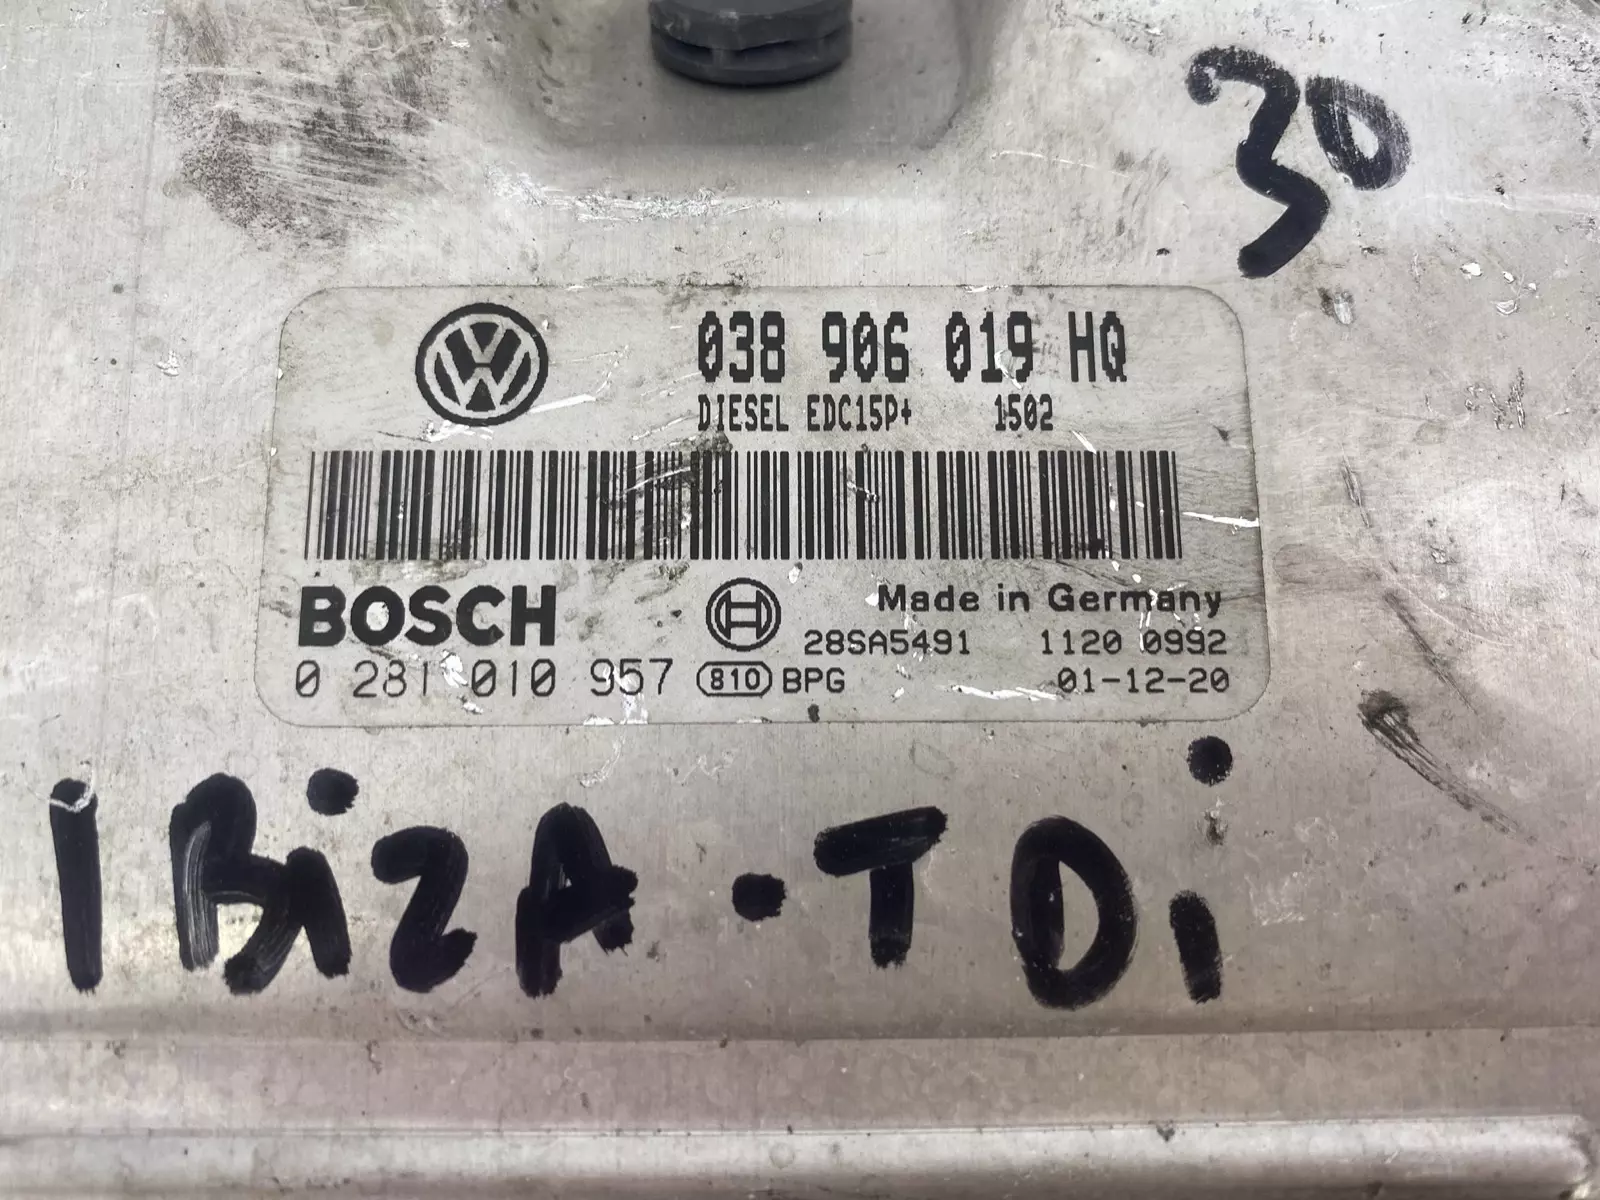 30
038 906 019 HQ
DIESEL EDC15P+ 1502
BOSCH
Made in Germany
28SA5491 1120 0992
0 281 010 957 810 BPG 01-12-20
IBiZA-TDi